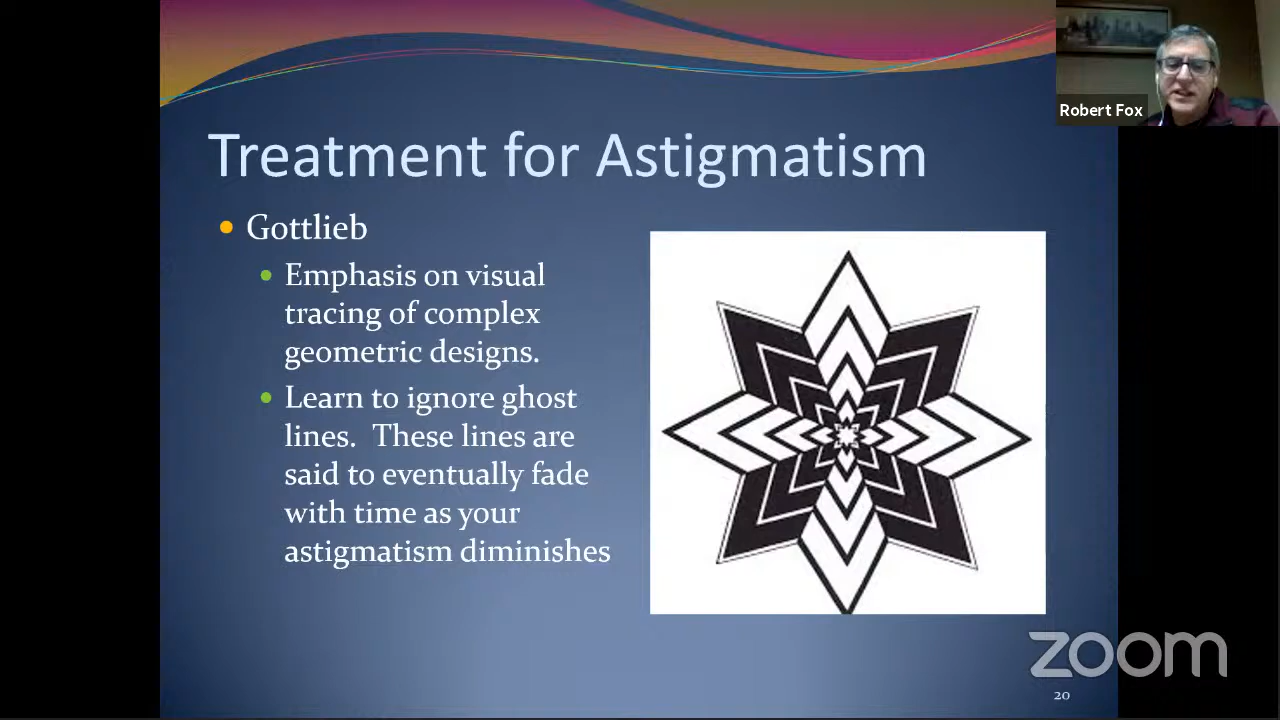 Robert Fox
Treatment for Astigmatism
Gottlieb
Emphasis on visual
tracing of complex
geometric designs.
Learn to ignore ghost
lines.  These lines are
said to eventually fade
with time as your
astigmatism diminishes
zoom
20